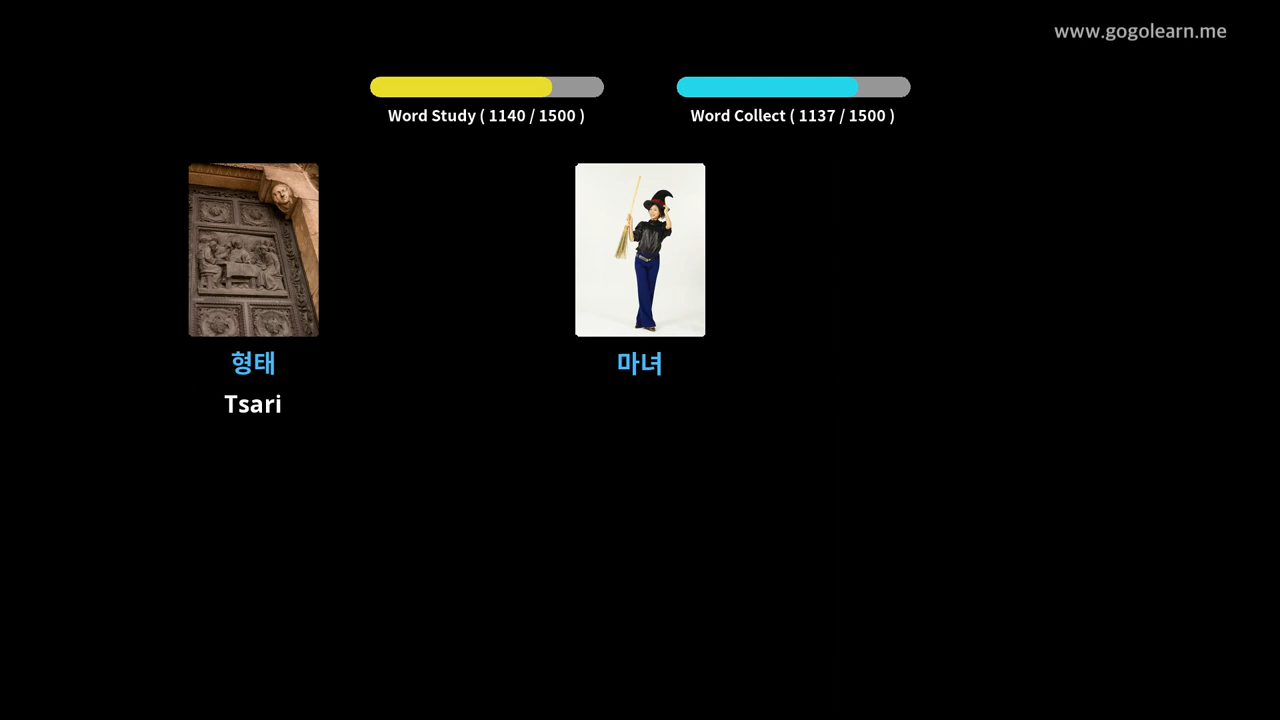 www.gogolearn.me
Word Study ( 1140 / 1500 )
Word Collect ( 1137 / 1500 )
형태
마녀
Tsari